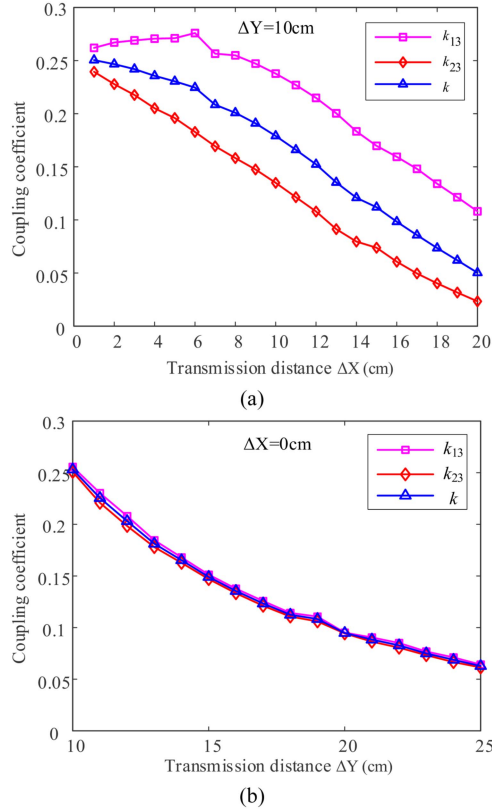 0.3
ΔY=10cm
k13
k23
k
0.25
0.2
0.15
0.1
0.05
0
Coupling coefficient
0 2 4 6 8 10 12 14 16 18 20
Transmission distance ΔX (cm)
(a)
0.3
ΔX=0cm
k13
k23
k
0.25
0.2
0.15
0.1
0.05
0
Coupling coefficient
10 15 20 25
Transmission distance ΔY (cm)
(b)